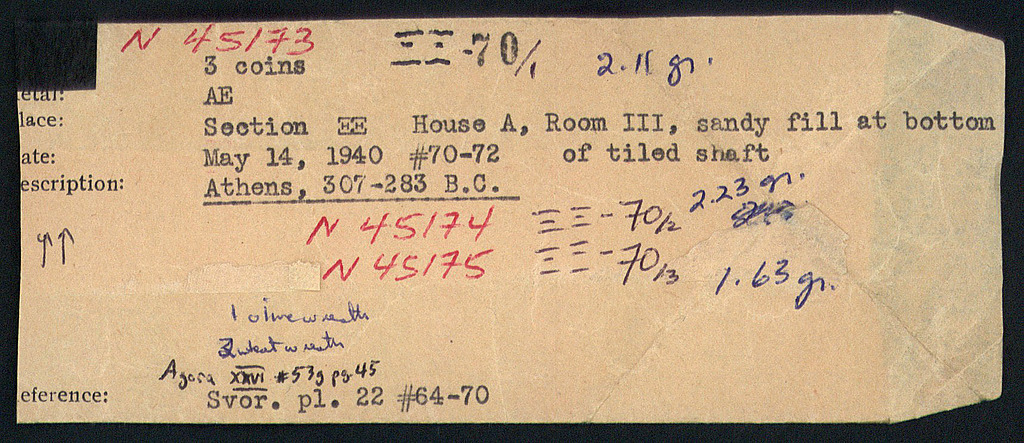 N 45173 ΞΞ-70/1 2.11 gr.
3 coins
etal: AE
lace: Section ΞΞ House A, Room III, sandy fill at bottom
ate: May 14, 1940 #70-72 of tiled shaft
escription: Athens, 307-283 B.C.
N 45174 ΞΞ-70/2 2.23 gr.
↑↑
N 45175 ΞΞ-70/3 1.63 gr.
1 olive wreath
2 wheat wreath
Agora XXVI #53g pg 45
eference: Svor. pl. 22 #64-70